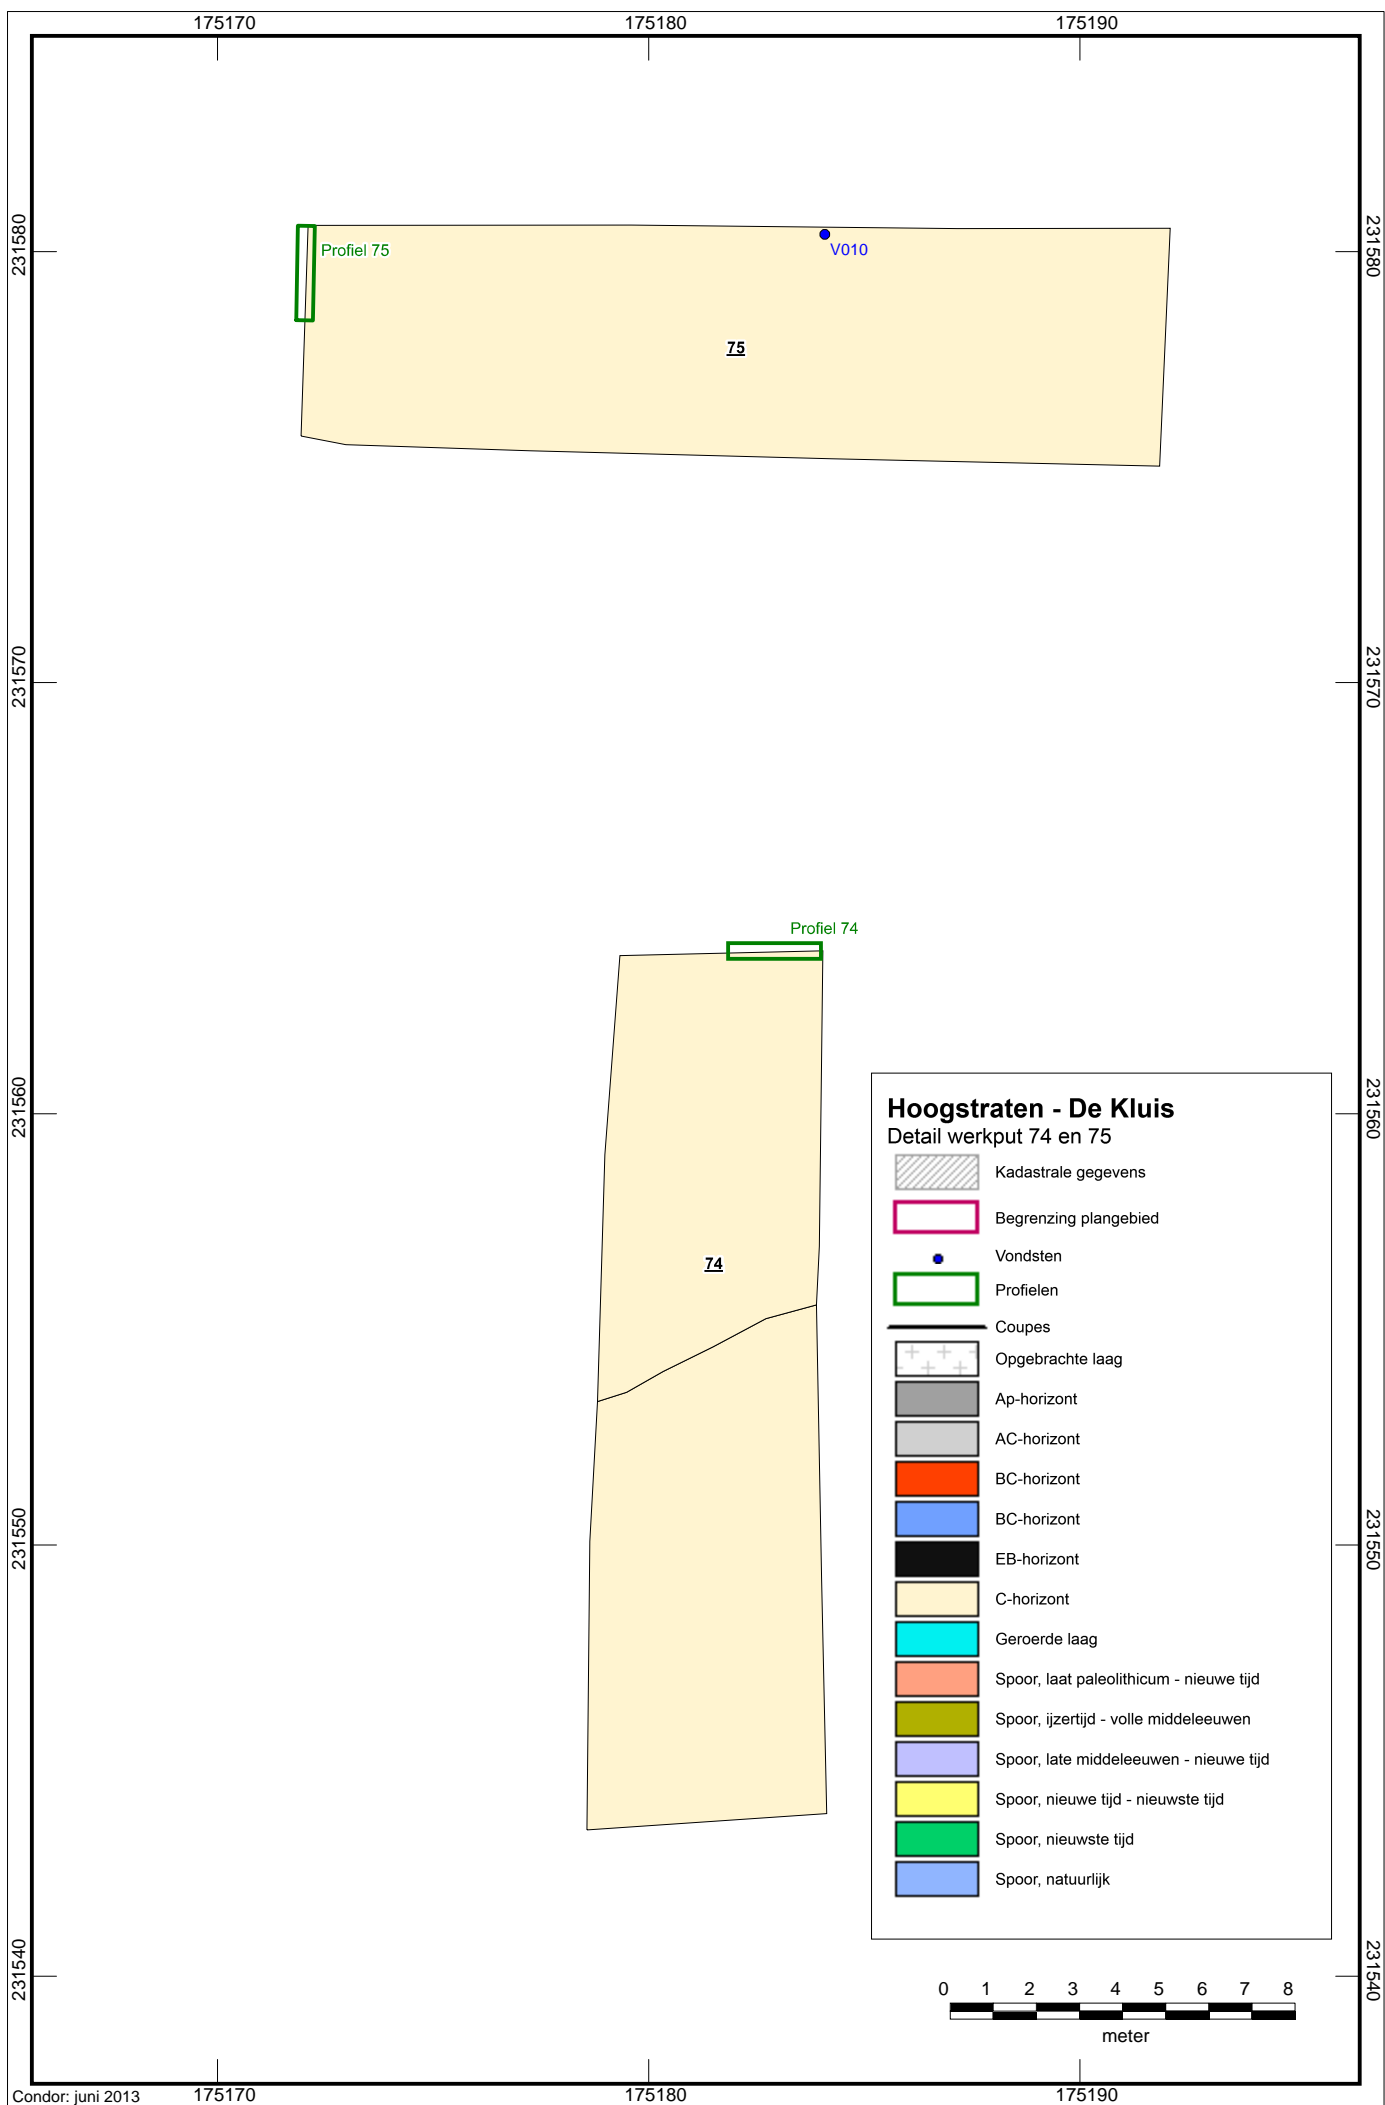 175170 175180 175190
231580 231580
Profiel 75
V010
75
231570 231570
Profiel 74
231560 231560
74
Hoogstraten - De Kluis
Detail werkput 74 en 75
Kadastrale gegevens
Begrenzing plangebied
Vondsten
Profielen
Coupes
Opgebrachte laag
Ap-horizont
AC-horizont
BC-horizont
BC-horizont
EB-horizont
C-horizont
Geroerde laag
Spoor, laat paleolithicum - nieuwe tijd
Spoor, ijzertijd - volle middeleeuwen
Spoor, late middeleeuwen - nieuwe tijd
Spoor, nieuwe tijd - nieuwste tijd
Spoor, nieuwste tijd
Spoor, natuurlijk
231550 231550
231540 231540
0 1 2 3 4 5 6 7 8
meter
Condor: juni 2013
175170 175180 175190